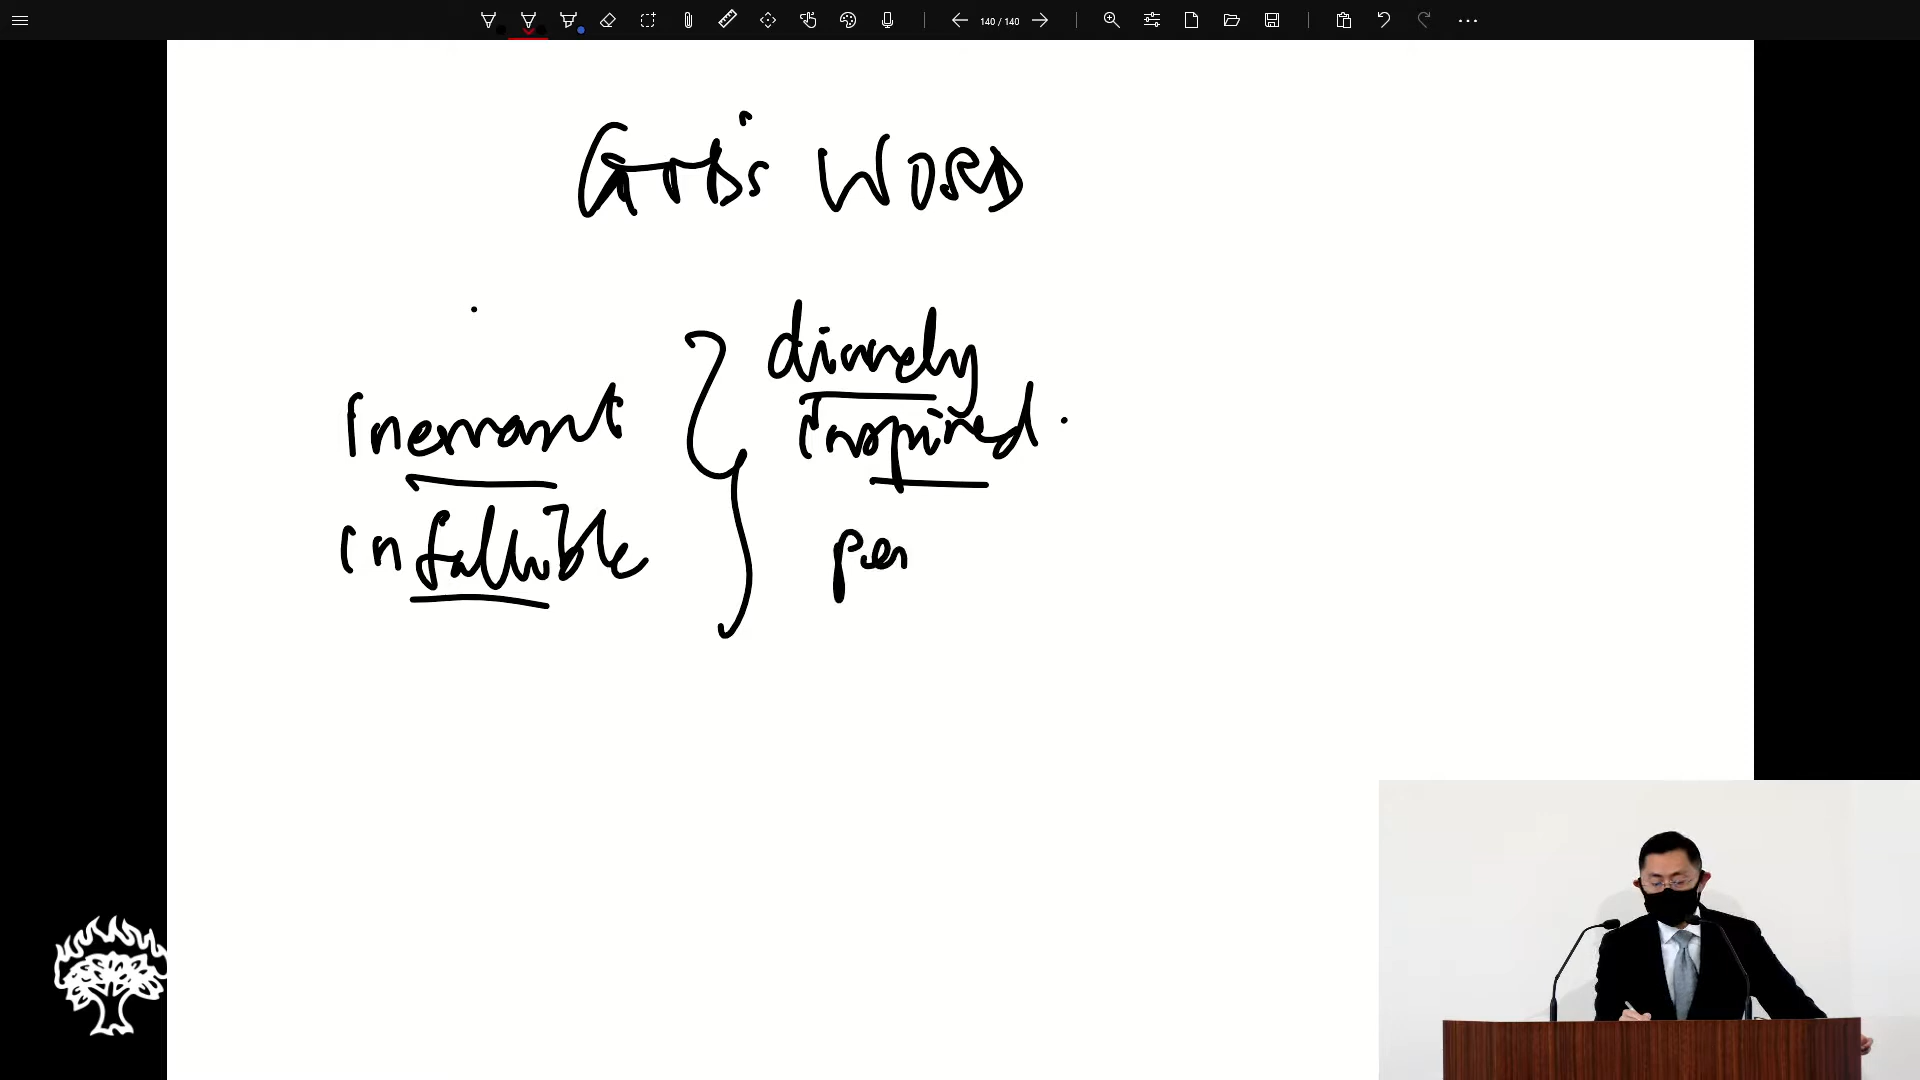 140 / 140
God's WORD
Inerrant
infallible
divinely
inspired.
per